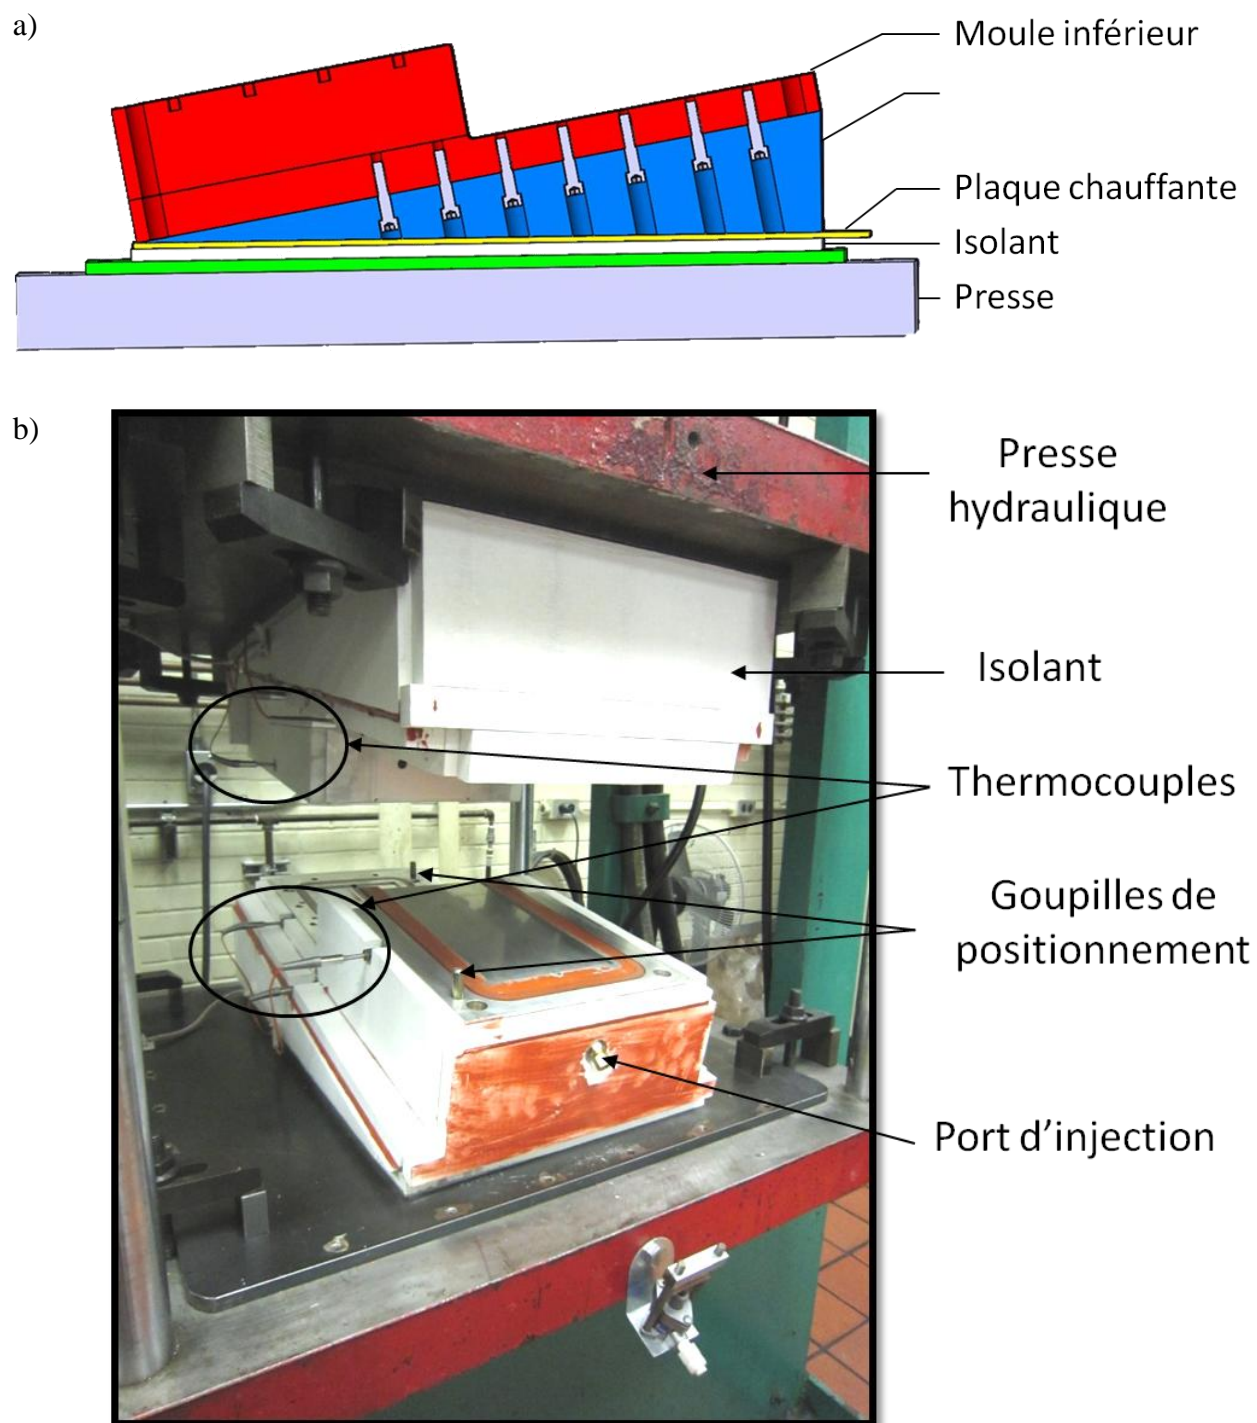 a)
Moule inférieur
Plaque chauffante
Isolant
Presse
b)
Presse
hydraulique
Isolant
Thermocouples
Goupilles de
positionnement
Port d'injection